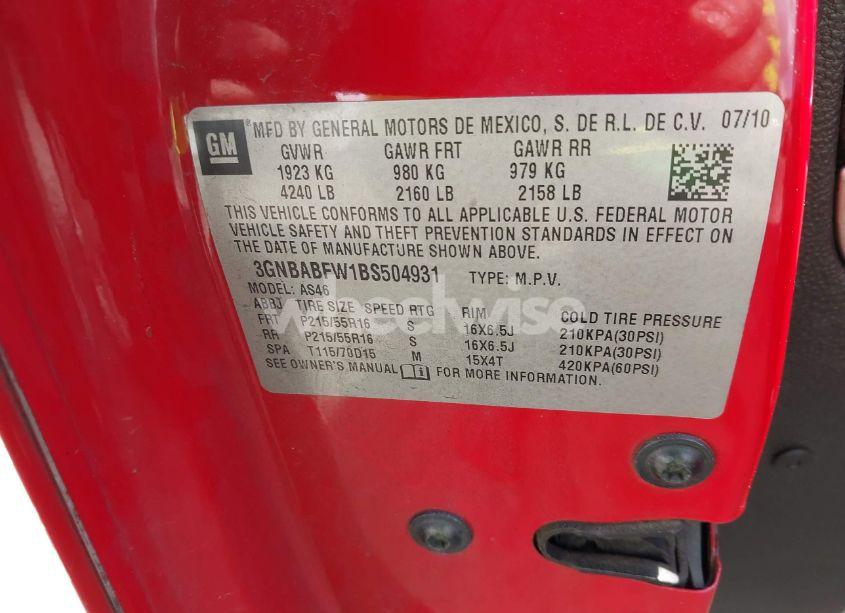 GM
® MFD BY GENERAL MOTORS DE MEXICO, S. DE R.L. DE C.V. 07/10
GVWR GAWR FRT GAWR RR
1923 KG 980 KG 979 KG
4240 LB 2160 LB 2158 LB
THIS VEHICLE CONFORMS TO ALL APPLICABLE U.S. FEDERAL MOTOR
VEHICLE SAFETY AND THEFT PREVENTION STANDARDS IN EFFECT ON
THE DATE OF MANUFACTURE SHOWN ABOVE.
3GNBABFW1BS504931 TYPE: M.P.V.
MODEL: AS46
ABBJ TIRE SIZE SPEED RTG RIM COLD TIRE PRESSURE
FRT P215/55R16 S 16X6.5J 210KPA(30PSI)
RR P215/55R16 S 16X6.5J 210KPA(30PSI)
SPA T115/70D15 M 15X4T 420KPA(60PSI)
SEE OWNER'S MANUAL i FOR MORE INFORMATION.
wheelwise